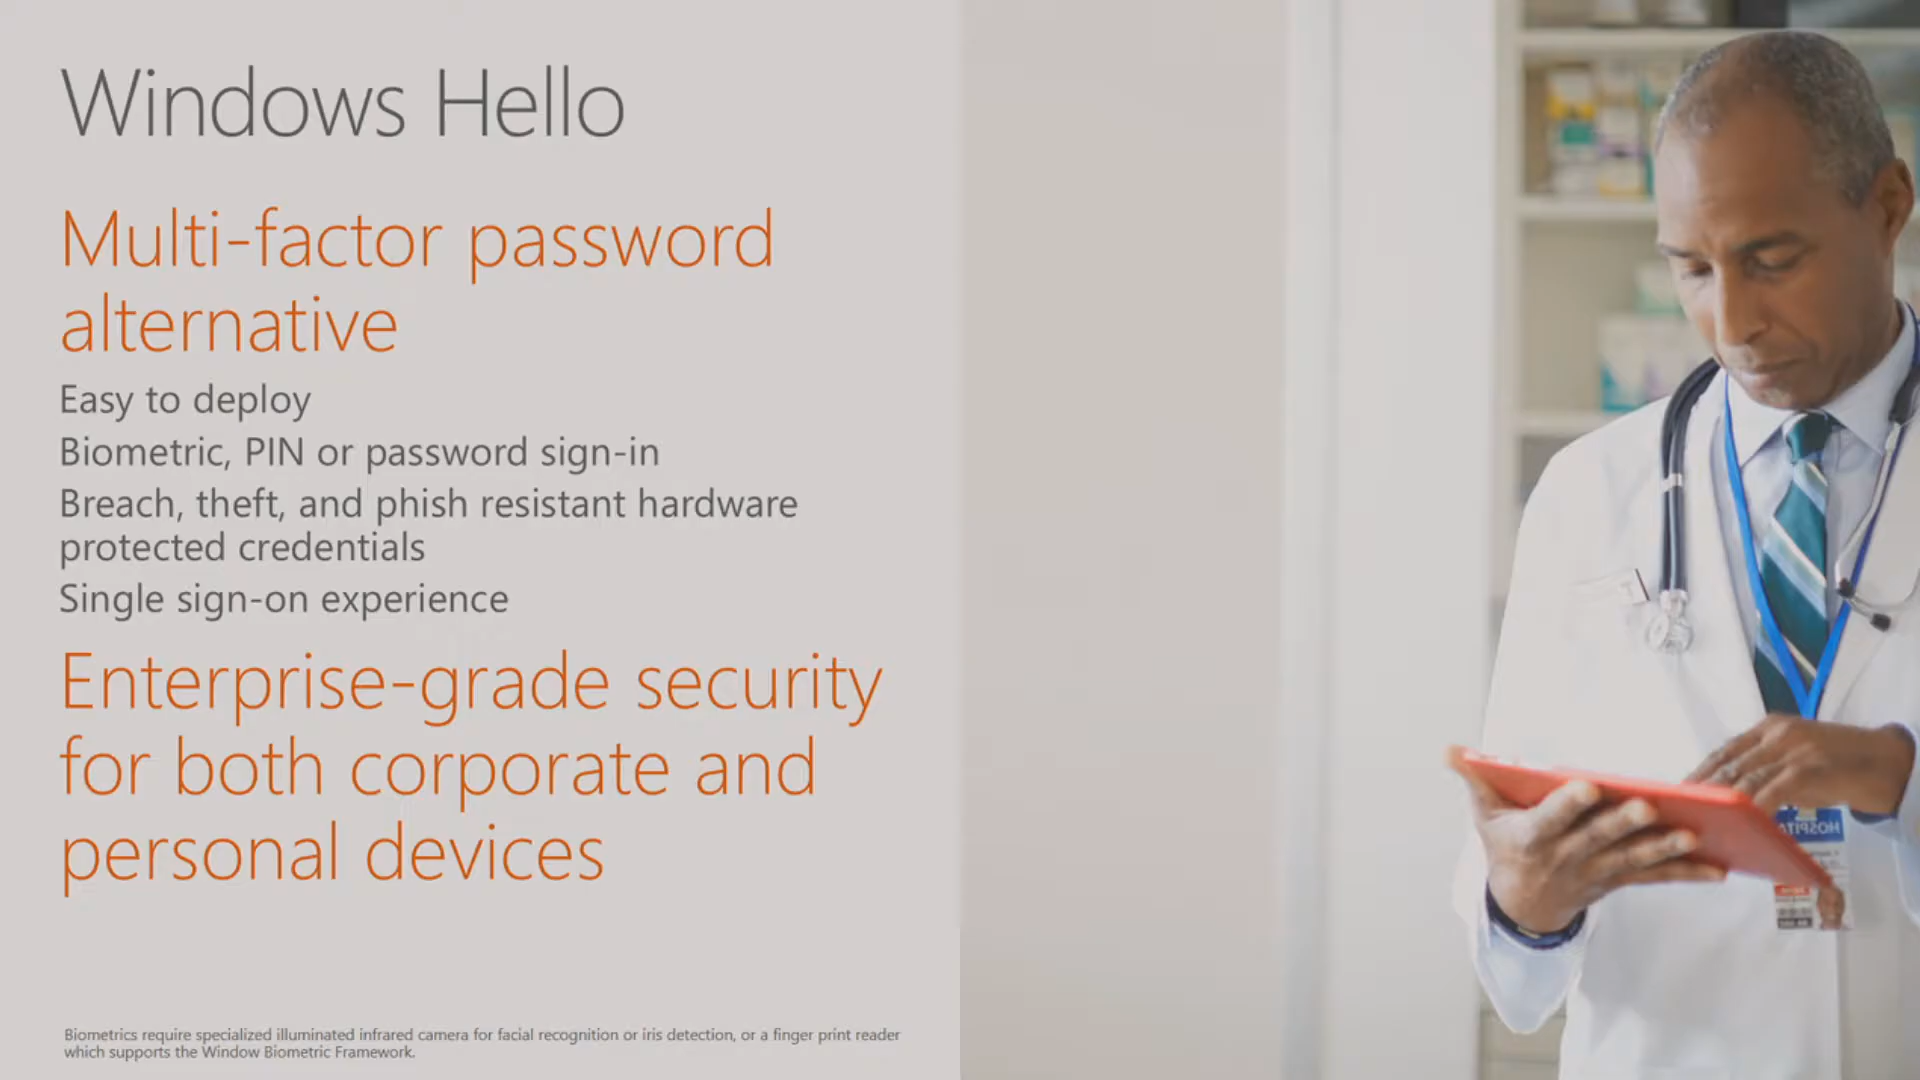 Windows Hello
Multi-factor password
alternative
Easy to deploy
Biometric, PIN or password sign-in
Breach, theft, and phish resistant hardware
protected credentials
Single sign-on experience
Enterprise-grade security
for both corporate and
personal devices
Biometrics require specialized illuminated infrared camera for facial recognition or iris detection, or a finger print reader
which supports the Window Biometric Framework.
HOSPITA